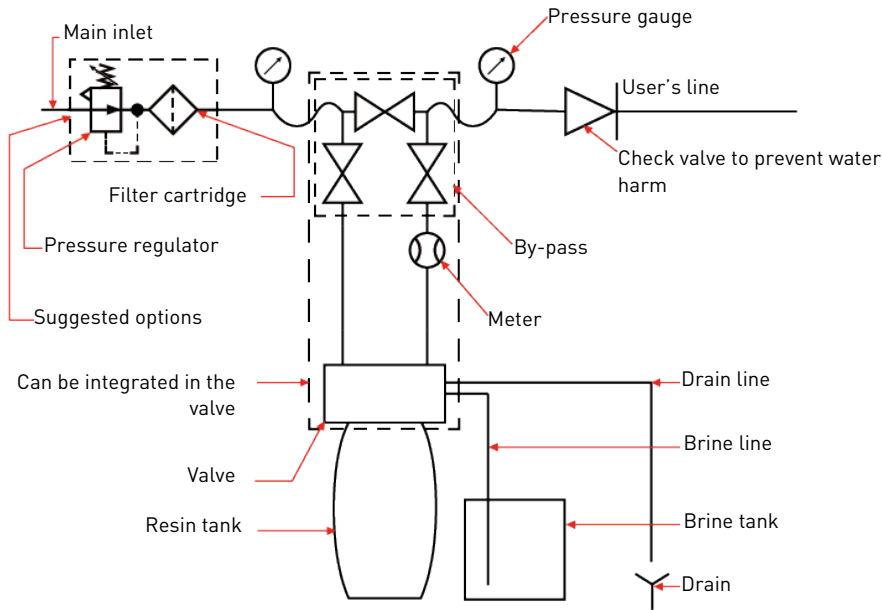 Main inlet
Pressure gauge
User's line
Check valve to prevent water
harm
Filter cartridge
Pressure regulator
By-pass
Suggested options
Meter
Can be integrated in the
valve
Drain line
Brine line
Valve
Resin tank
Brine tank
Drain